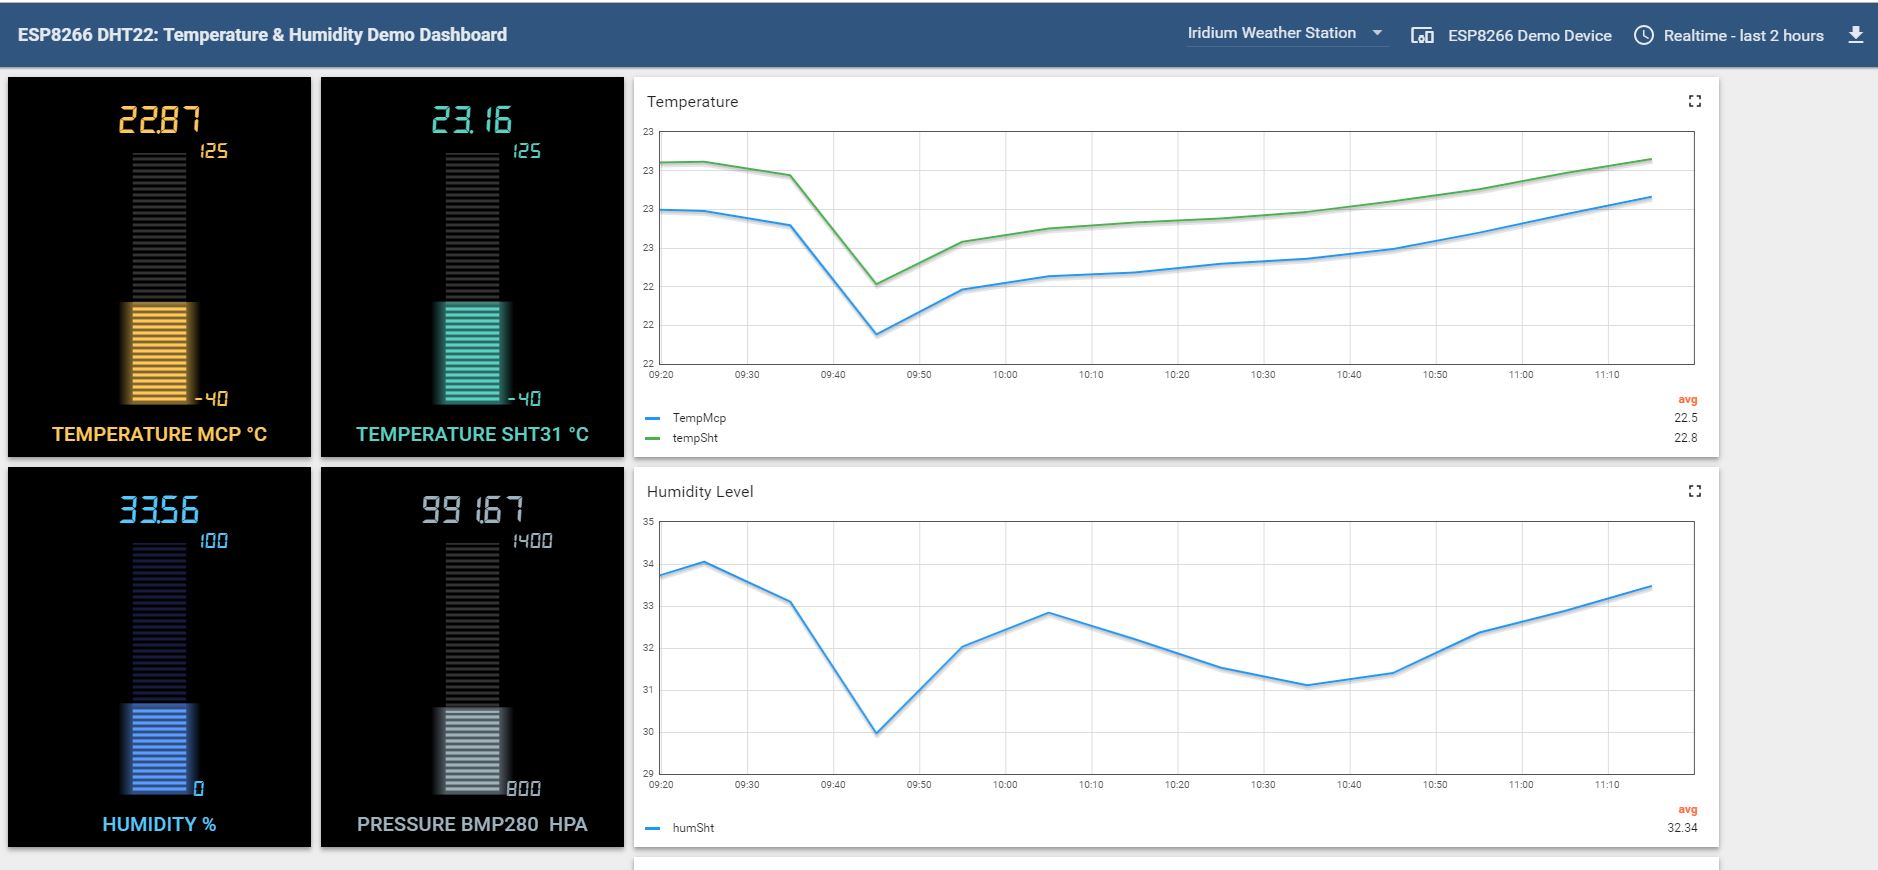 ESP8266 DHT22: Temperature & Humidity Demo Dashboard
Iridium Weather Station
ESP8266 Demo Device
Realtime - last 2 hours
22.87
125
-40
TEMPERATURE MCP °C
23.16
125
-40
TEMPERATURE SHT31 °C
Temperature
23
23
23
23
22
22
22
09:20 09:30 09:40 09:50 10:00 10:10 10:20 10:30 10:40 10:50 11:00 11:10
avg
TempMcp 22.5
tempSht 22.8
33.56
100
0
HUMIDITY %
991.67
1400
800
PRESSURE BMP280 HPA
Humidity Level
35
34
33
32
31
30
29
09:20 09:30 09:40 09:50 10:00 10:10 10:20 10:30 10:40 10:50 11:00 11:10
avg
humSht 32.34